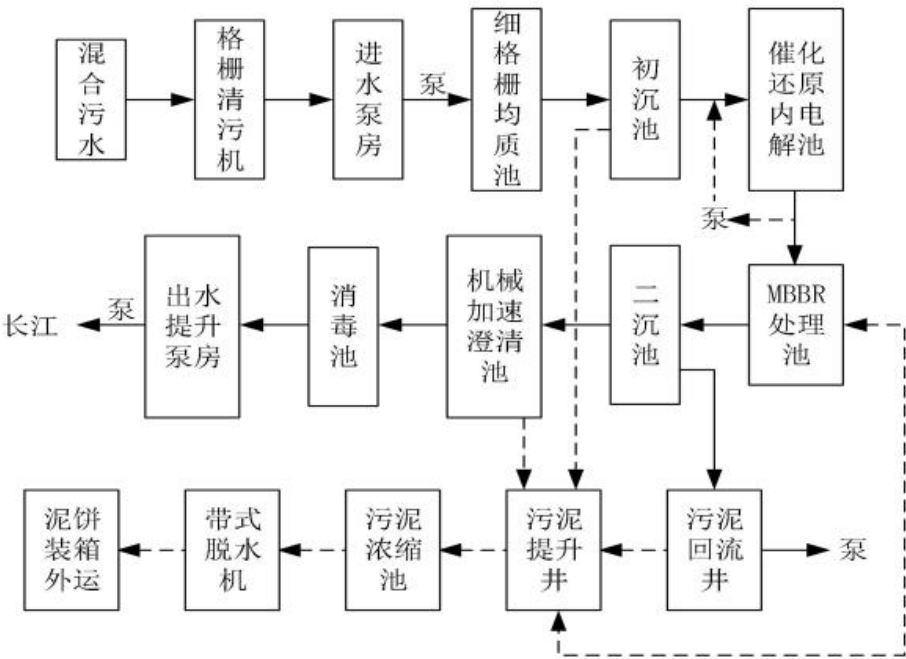 混合污水
格栅清污机
进水泵房
泵
细格栅均质池
初沉池
催化
还原
内电
解池
泵
MBBR
处理
池
二沉池
机械
加速
澄清
池
消毒池
出水
提升
泵房
泵
长江
泥饼
装箱
外运
带式
脱水
机
污泥
浓缩
池
污泥
提升
井
污泥
回流
井
泵